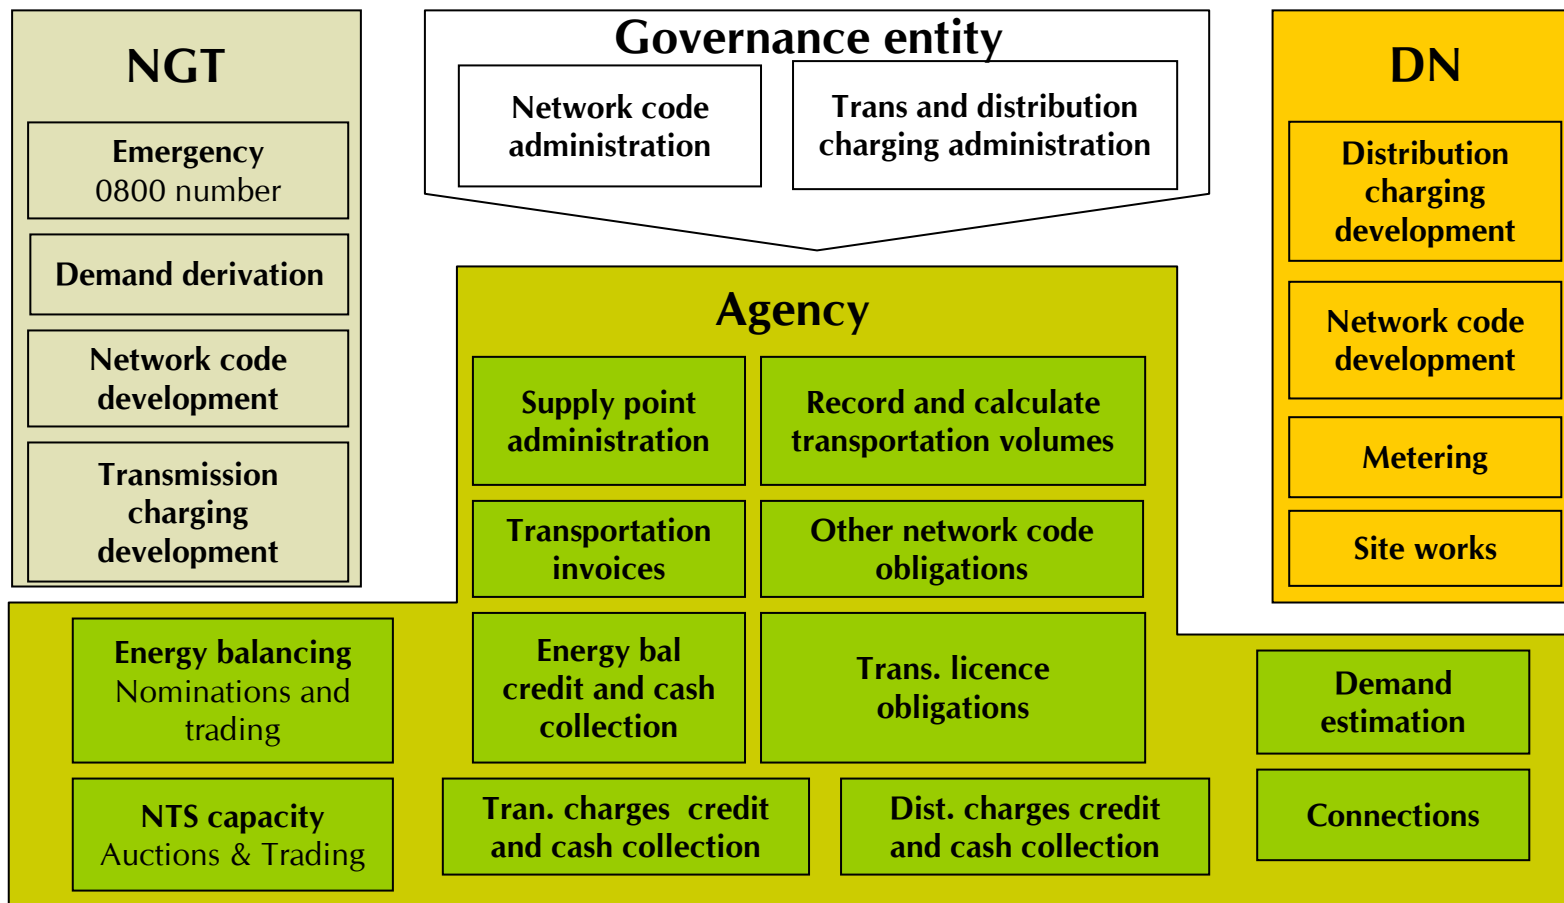 NGT
Emergency
0800 number
Demand derivation
Network code
development
Transmission
charging
development
Governance entity
Network code
administration
Trans and distribution
charging administration
DN
Distribution
charging
development
Network code
development
Metering
Site works
Agency
Supply point
administration
Record and calculate
transportation volumes
Transportation
invoices
Other network code
obligations
Energy balancing
Nominations and
trading
Energy bal
credit and cash
collection
Trans. licence
obligations
Demand
estimation
NTS capacity
Auctions & Trading
Tran. charges credit
and cash collection
Dist. charges credit
and cash collection
Connections